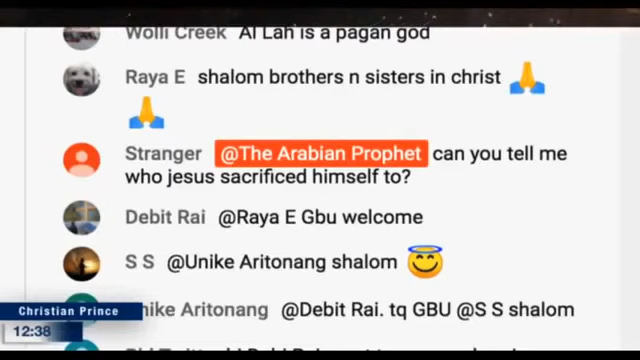 Wolli Creek Al Lah is a pagan god
Raya E shalom brothers n sisters in christ
Stranger @The Arabian Prophet can you tell me
who jesus sacrificed himself to?
Debit Rai @Raya E Gbu welcome
S S @Unike Aritonang shalom
Unike Aritonang @Debit Rai. tq GBU @S S shalom
Christian Prince
12:38